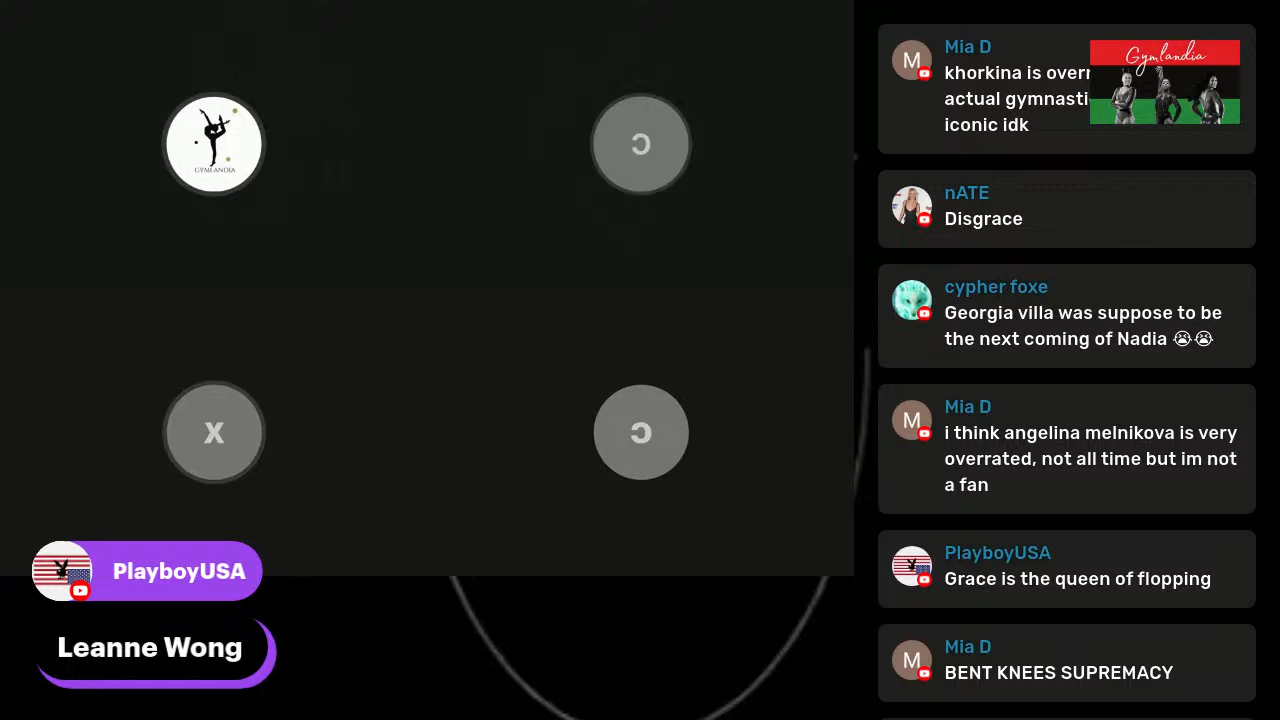 GYMLANDIA
Ɔ
X
Ɔ
PlayboyUSA
Leanne Wong
M
Mia D
khorkina is overr
actual gymnasti
iconic idk
Gymlandia
nATE
Disgrace
cypher foxe
Georgia villa was suppose to be
the next coming of Nadia 😭😭
M
Mia D
i think angelina melnikova is very
overrated, not all time but im not
a fan
PlayboyUSA
Grace is the queen of flopping
M
Mia D
BENT KNEES SUPREMACY